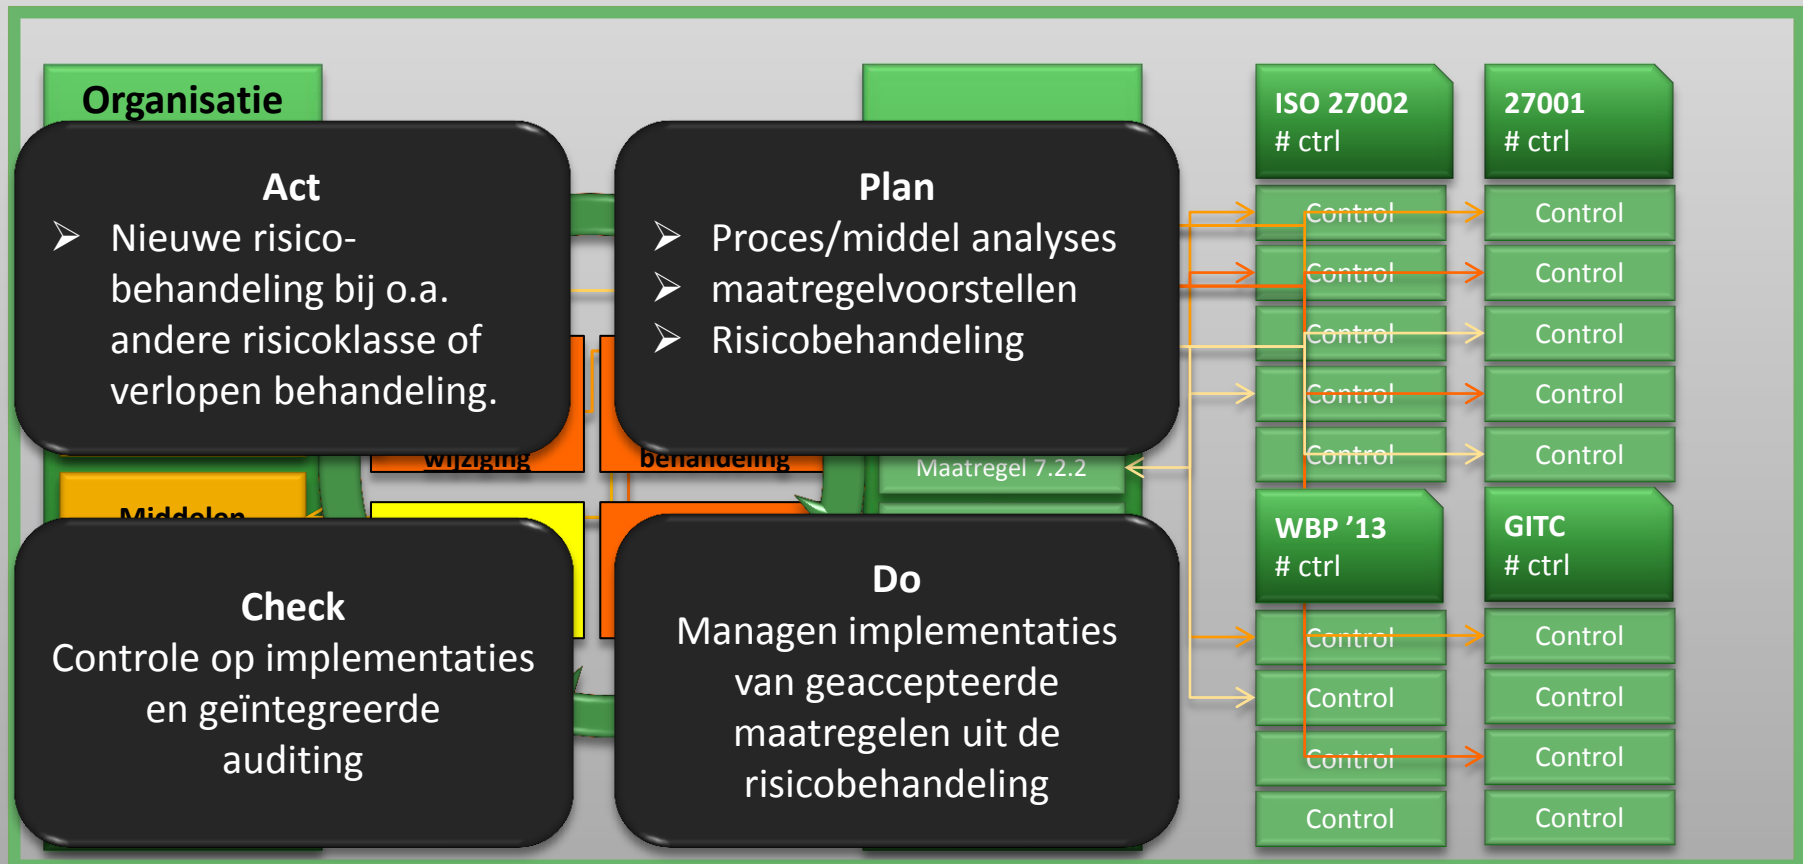 Organisatie
Act
➢ Nieuwe risico-
behandeling bij o.a.
andere risicoklasse of
verlopen behandeling.
Plan
➢ Proces/middel analyses
➢ maatregelvoorstellen
➢ Risicobehandeling
wijziging
behandeling
Maatregel 7.2.2
Middelen
Check
Controle op implementaties
en geïntegreerde
auditing
Do
Managen implementaties
van geaccepteerde
maatregelen uit de
risicobehandeling
ISO 27002
# ctrl
Control
Control
Control
Control
Control
27001
# ctrl
Control
Control
Control
Control
Control
WBP ’13
# ctrl
Control
Control
Control
Control
GITC
# ctrl
Control
Control
Control
Control